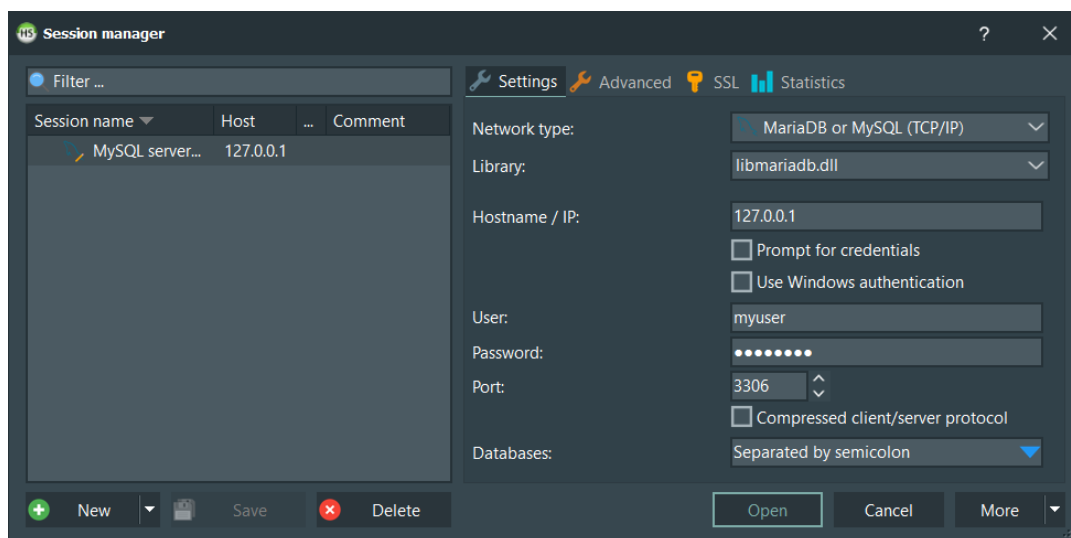 HS Session manager ?
Filter ...
Session name Host ... Comment
MySQL server... 127.0.0.1
Settings Advanced SSL Statistics
Network type: MariaDB or MySQL (TCP/IP)
Library: libmariadb.dll
Hostname / IP: 127.0.0.1
Prompt for credentials
Use Windows authentication
User: myuser
Password: ••••••••
Port: 3306
Compressed client/server protocol
Databases: Separated by semicolon
New Save Delete Open Cancel More